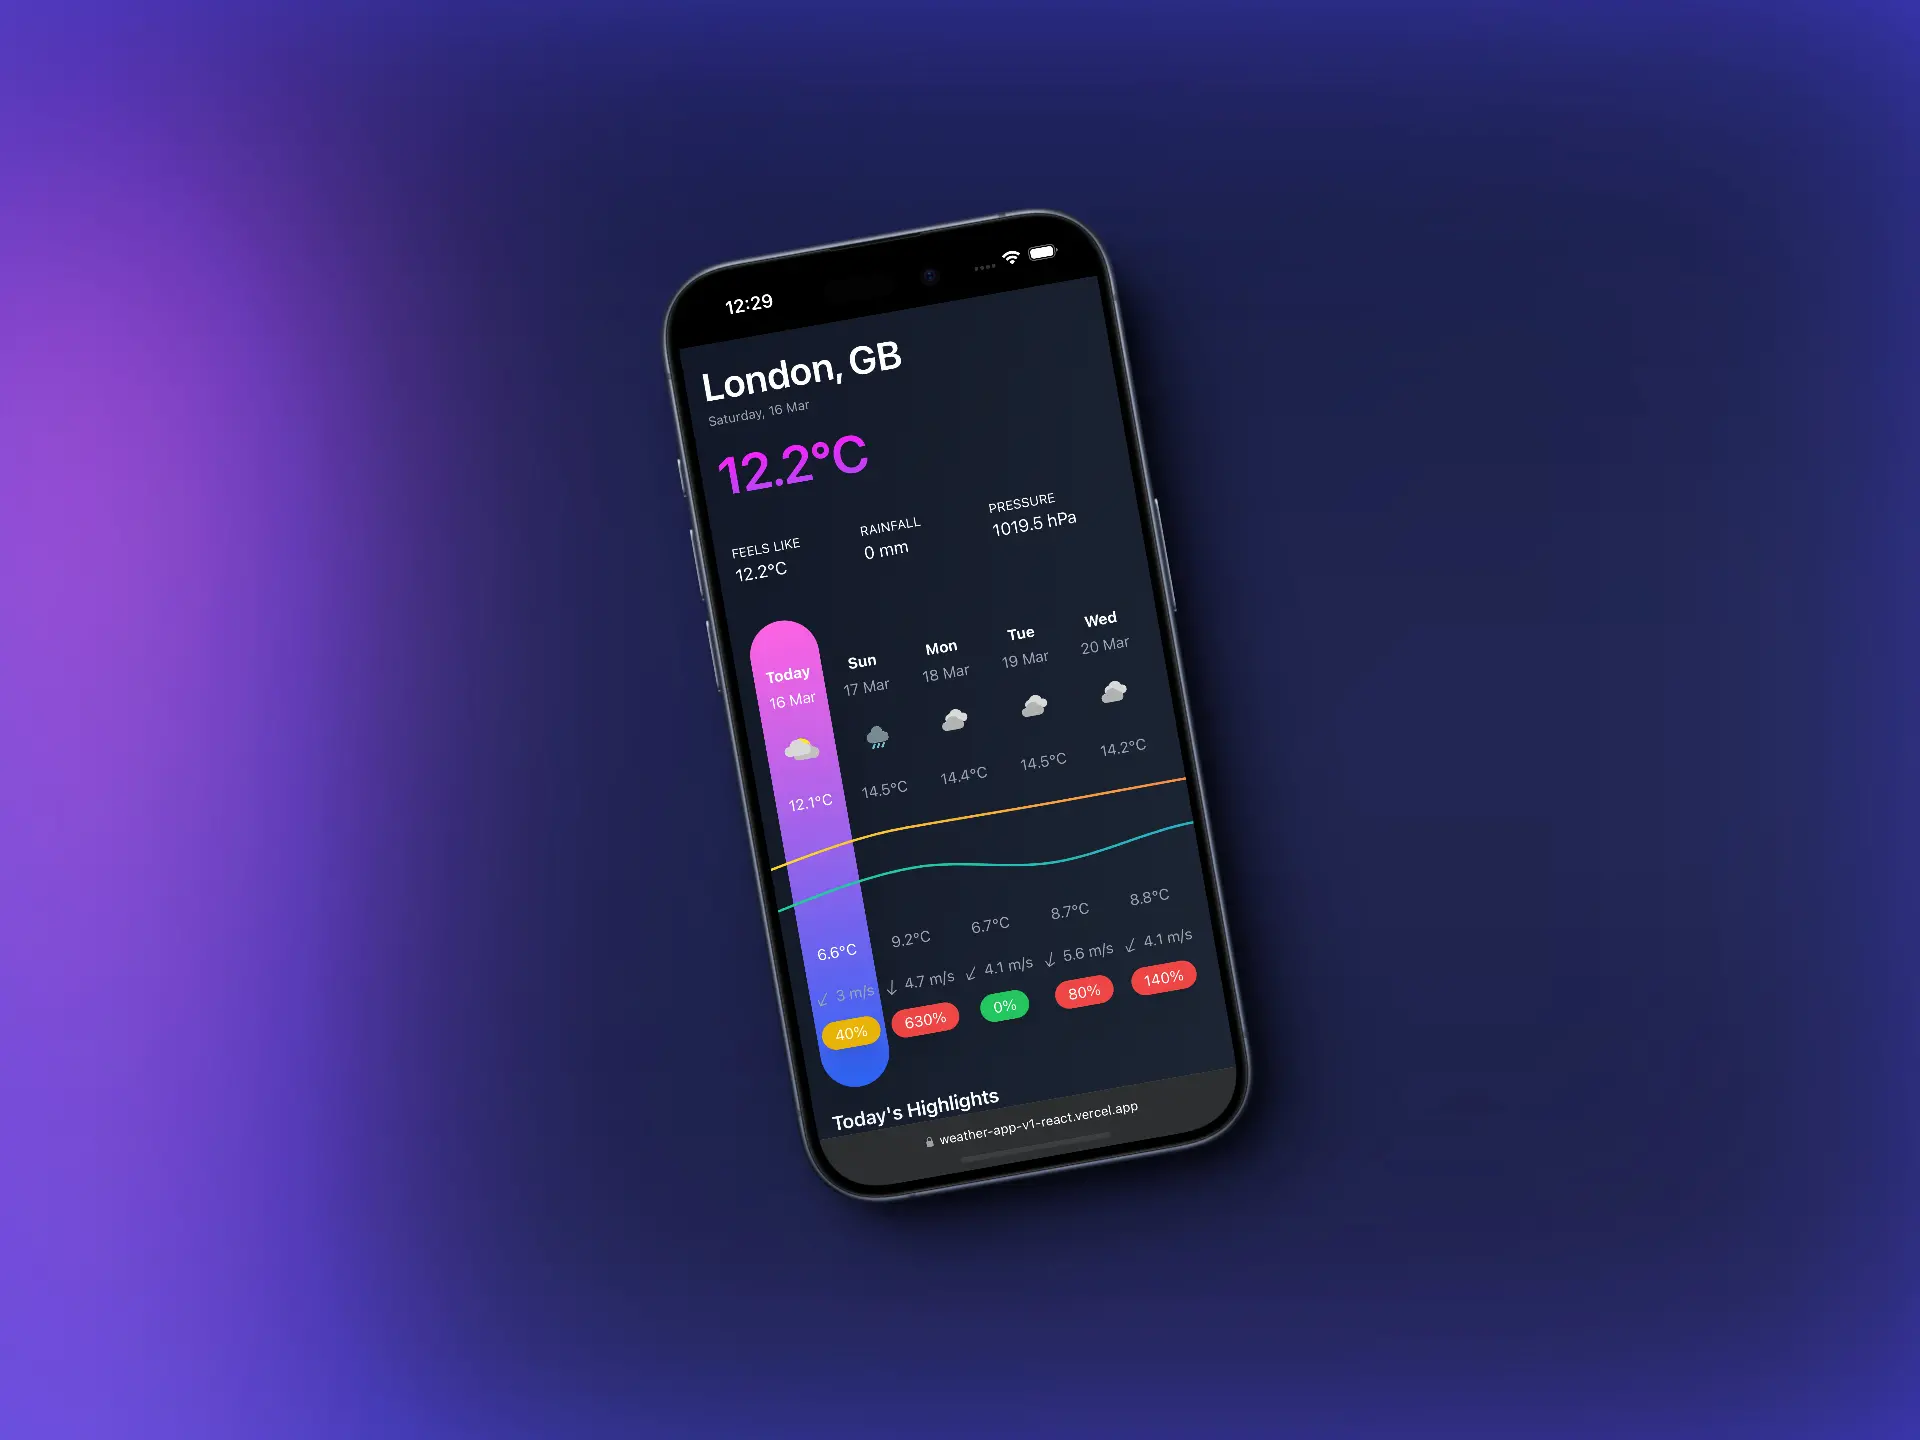 12:29
London, GB
Saturday, 16 Mar
12.2°C
FEELS LIKE RAINFALL PRESSURE
12.2°C 0 mm 1019.5 hPa
Today Sun Mon Tue Wed
16 Mar 17 Mar 18 Mar 19 Mar 20 Mar
12.1°C 14.5°C 14.4°C 14.5°C 14.2°C
6.6°C 9.2°C 6.7°C 8.7°C 8.8°C
↙ 3 m/s ↓ 4.7 m/s ↙ 4.1 m/s ↓ 5.6 m/s ↙ 4.1 m/s
40% 630% 0% 80% 140%
Today's Highlights
weather-app-v1-react.vercel.app